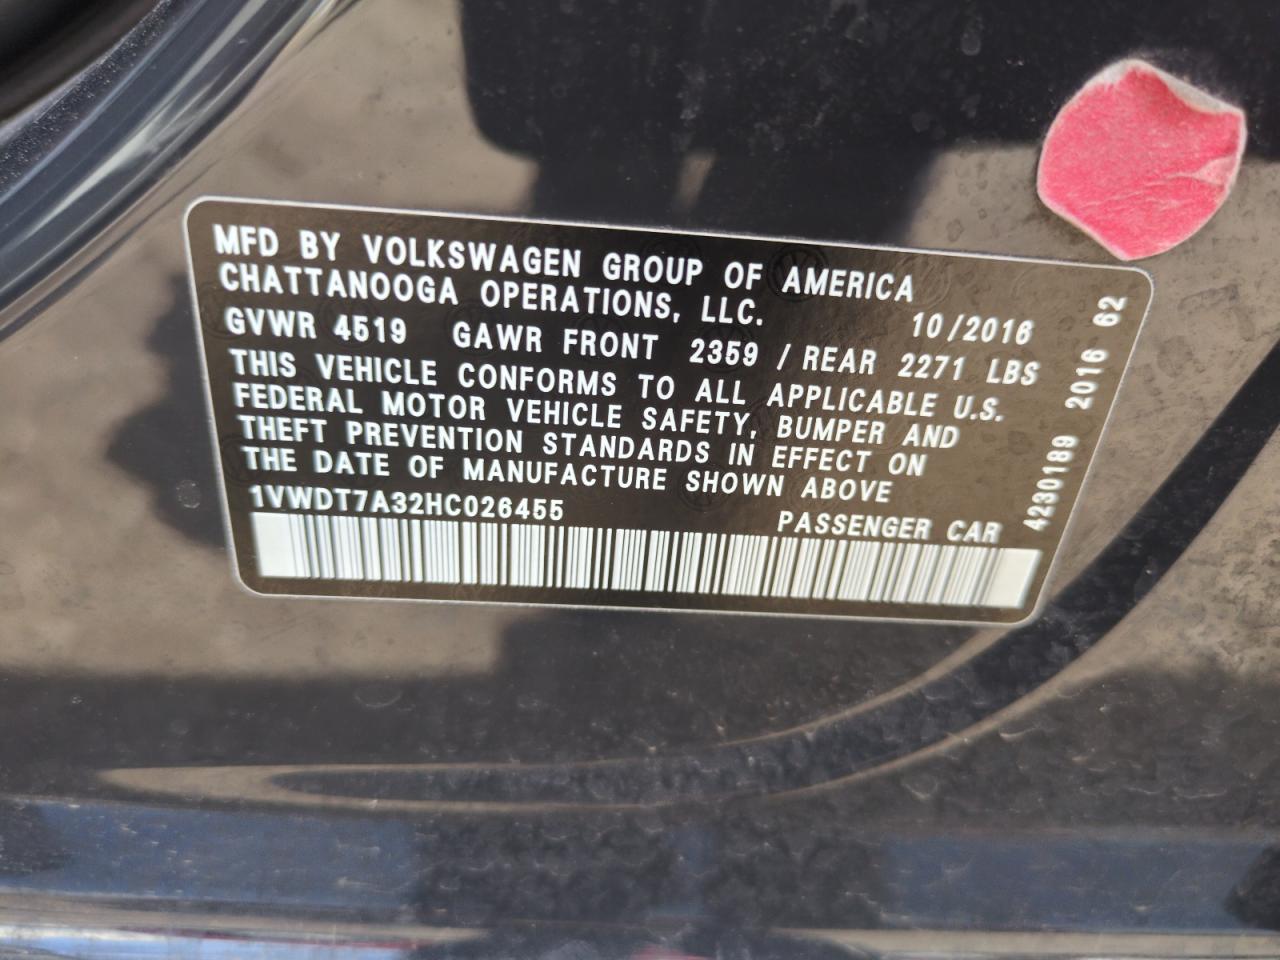 MFD BY VOLKSWAGEN GROUP OF AMERICA
CHATTANOOGA OPERATIONS, LLC. 10/2016
GVWR 4519 GAWR FRONT 2359 / REAR 2271 LBS
THIS VEHICLE CONFORMS TO ALL APPLICABLE U.S.
FEDERAL MOTOR VEHICLE SAFETY, BUMPER AND
THEFT PREVENTION STANDARDS IN EFFECT ON
THE DATE OF MANUFACTURE SHOWN ABOVE
1VWDT7A32HC026455 PASSENGER CAR
4230189 2016 62